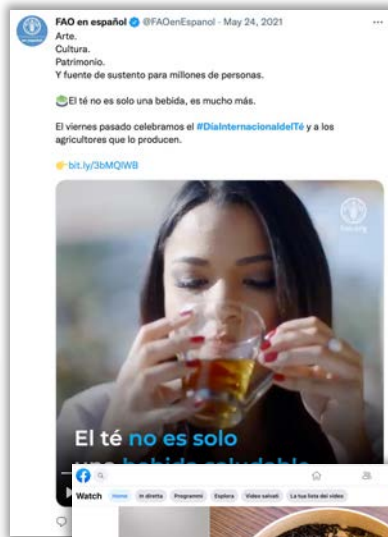 FAO en español @FAOenEspanol · May 24, 2021
Arte.
Cultura.
Patrimonio.
Y fuente de sustento para millones de personas.
El té no es solo una bebida, es mucho más.
El viernes pasado celebramos el #DíaInternacionaldelTé y a los
agricultores que lo producen.
bit.ly/3bMQlWB
El té no es solo
Watch Home In diretta Programmi Esplora Video salvati La tua lista dei video